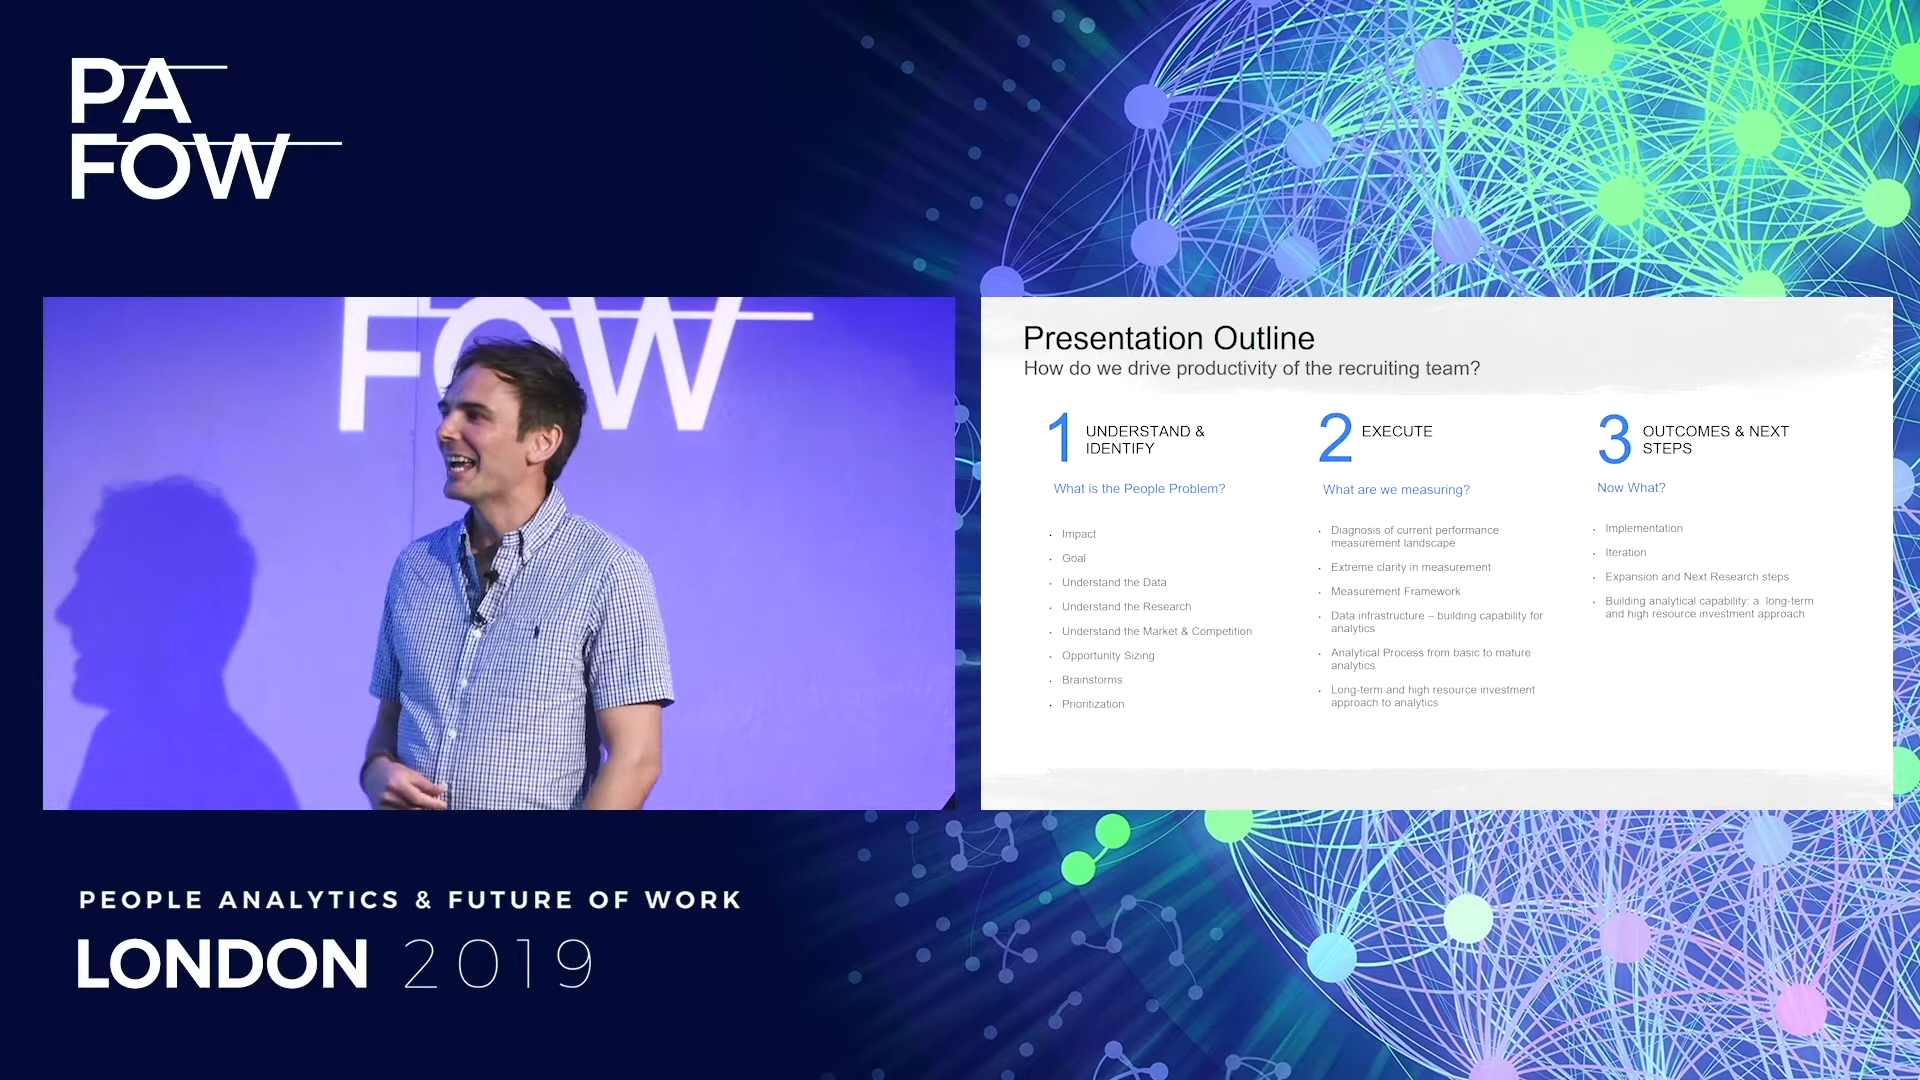 PA
FOW
FOW
Presentation Outline
How do we drive productivity of the recruiting team?
1 UNDERSTAND &
IDENTIFY
What is the People Problem?
· Impact
· Goal
· Understand the Data
· Understand the Research
· Understand the Market & Competition
· Opportunity Sizing
· Brainstorms
· Prioritization
2 EXECUTE
What are we measuring?
· Diagnosis of current performance
measurement landscape
· Extreme clarity in measurement
· Measurement Framework
· Data infrastructure – building capability for
analytics
· Analytical Process from basic to mature
analytics
· Long-term and high resource investment
approach to analytics
3 OUTCOMES & NEXT
STEPS
Now What?
· Implementation
· Iteration
· Expansion and Next Research steps
· Building analytical capability: a long-term
and high resource investment approach
PEOPLE ANALYTICS & FUTURE OF WORK
LONDON 2019